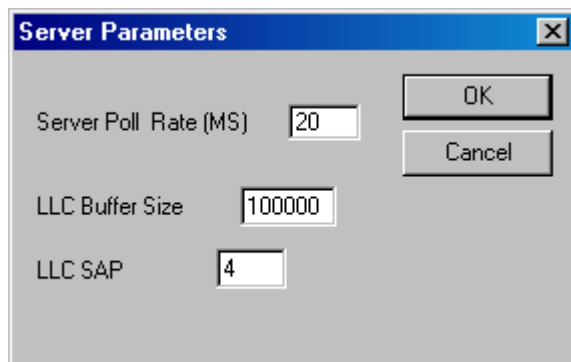 Server Parameters
Server Poll Rate (MS) 20
OK
Cancel
LLC Buffer Size 100000
LLC SAP 4